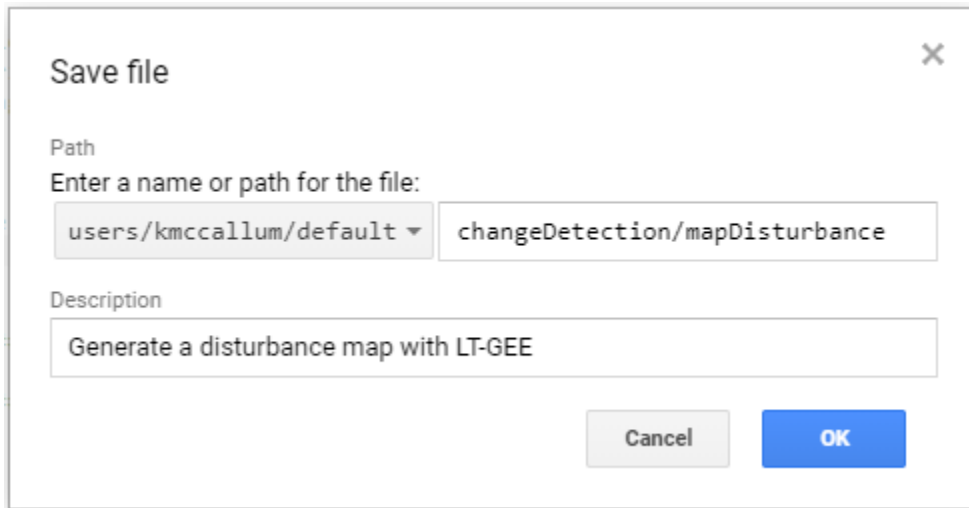 Save file
Path
Enter a name or path for the file:
users/kmccallum/default changeDetection/mapDisturbance
Description
Generate a disturbance map with LT-GEE
Cancel OK